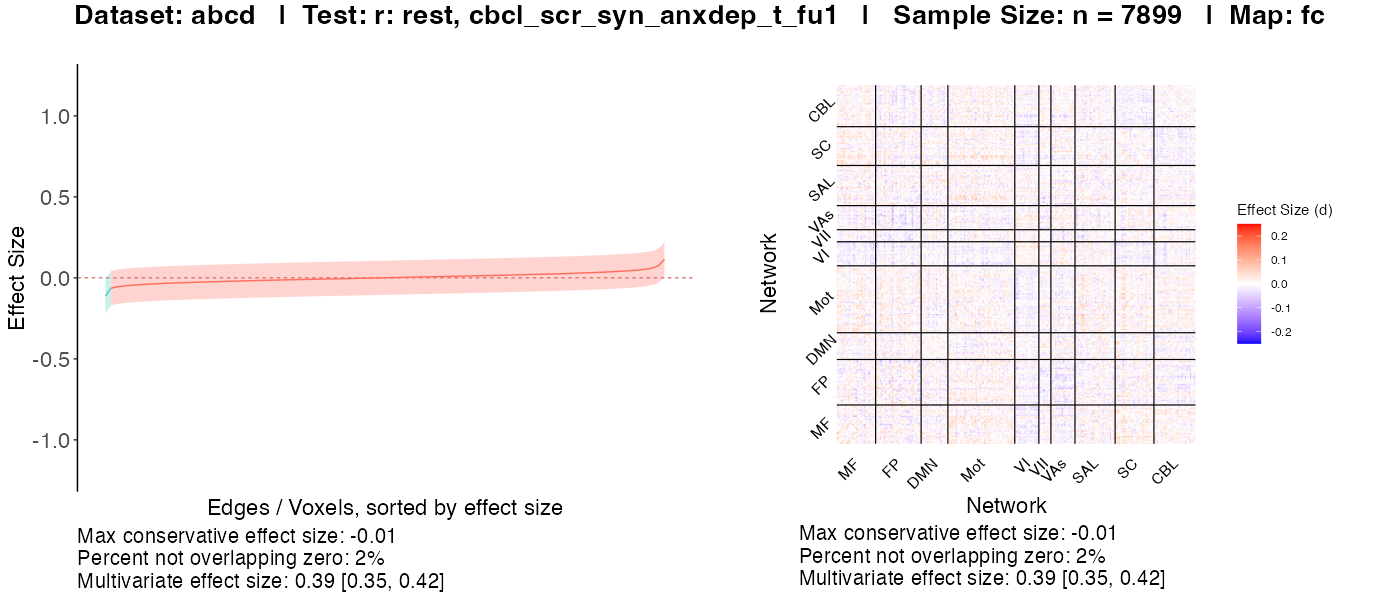 Dataset: abcd | Test: r: rest, cbcl_scr_syn_anxdep_t_fu1 | Sample Size: n = 7899 | Map: fc
Effect Size
1.0
0.5
0.0
-0.5
-1.0
Edges / Voxels, sorted by effect size
Max conservative effect size: -0.01
Percent not overlapping zero: 2%
Multivariate effect size: 0.39 [0.35, 0.42]
Network
CBL
SC
SAL
VAs
VII
VI
Mot
DMN
FP
MF
MF
FP
DMN
Mot
VI
VII
VAs
SAL
SC
CBL
Network
Max conservative effect size: -0.01
Percent not overlapping zero: 2%
Multivariate effect size: 0.39 [0.35, 0.42]
Effect Size (d)
0.2
0.1
0.0
-0.1
-0.2